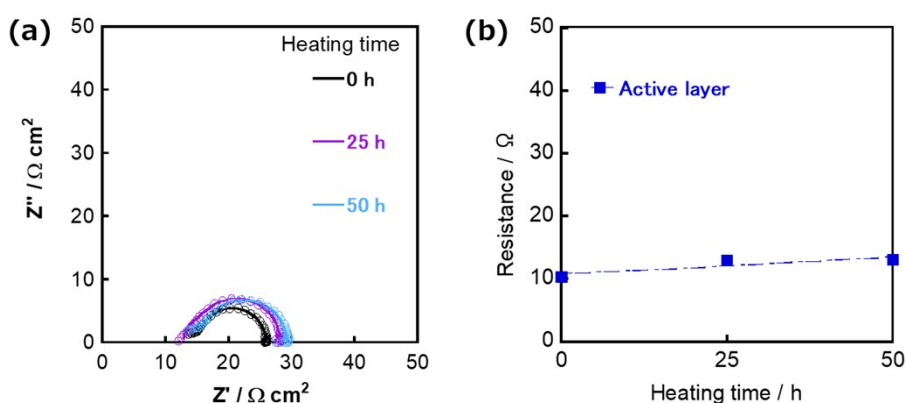 (a)
Z'' / Ω cm²
50
40
30
20
10
0
Heating time
0 h
25 h
50 h
0 10 20 30 40 50
Z' / Ω cm²
(b)
Resistance / Ω
50
40
30
20
10
0
Active layer
0 25 50
Heating time / h